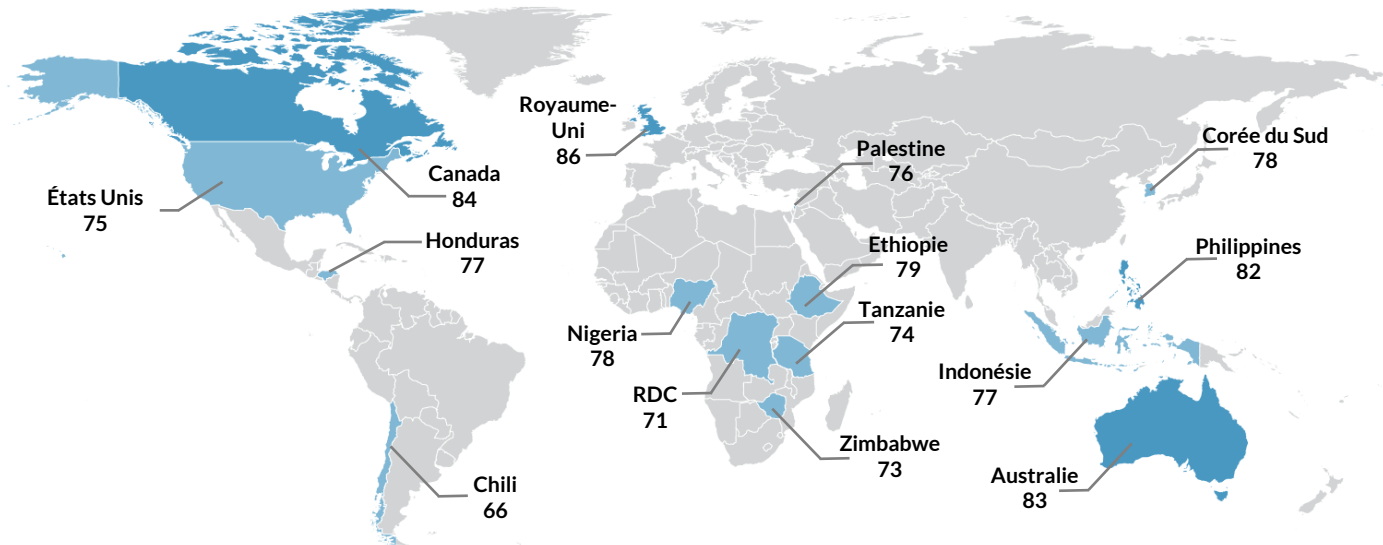 Royaume-
Uni
86
Corée du Sud
78
Palestine
76
Canada
84
États Unis
75
Honduras
77
Ethiopie
79
Philippines
82
Tanzanie
74
Nigeria
78
Indonésie
77
RDC
71
Zimbabwe
73
Australie
83
Chili
66